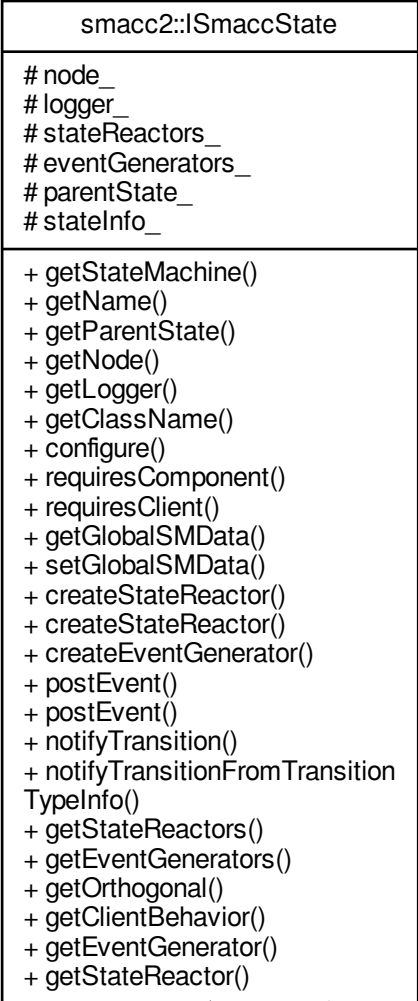 smacc2::ISmaccState
# node_
# logger_
# stateReactors_
# eventGenerators_
# parentState_
# stateInfo_
+ getStateMachine()
+ getName()
+ getParentState()
+ getNode()
+ getLogger()
+ getClassName()
+ configure()
+ requiresComponent()
+ requiresClient()
+ getGlobalSMData()
+ setGlobalSMData()
+ createStateReactor()
+ createStateReactor()
+ createEventGenerator()
+ postEvent()
+ postEvent()
+ notifyTransition()
+ notifyTransitionFromTransition
TypeInfo()
+ getStateReactors()
+ getEventGenerators()
+ getOrthogonal()
+ getClientBehavior()
+ getEventGenerator()
+ getStateReactor()